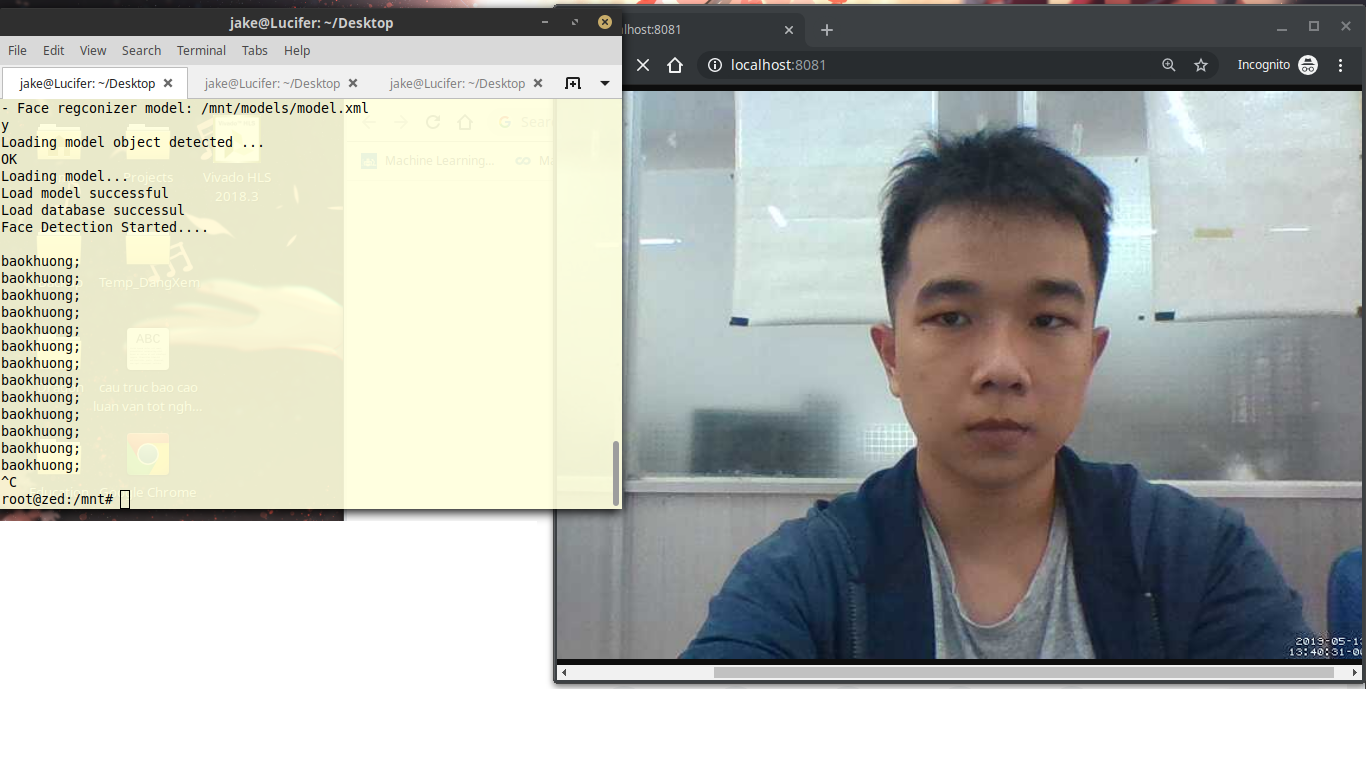 jake@Lucifer: ~/Desktop
File Edit View Search Terminal Tabs Help
jake@Lucifer: ~/Desktop
jake@Lucifer: ~/Desktop
jake@Lucifer: ~/Desktop
- Face regconizer model: /mnt/models/model.xml
y
Loading model object detected ...
OK
Loading model...
Load model successful
Load database successul
Face Detection Started....
baokhuong;
baokhuong;
baokhuong;
baokhuong;
baokhuong;
baokhuong;
baokhuong;
baokhuong;
baokhuong;
baokhuong;
baokhuong;
baokhuong;
baokhuong;
^C
root@zed:/mnt#
Machine Learning...
Projects
Vivado HLS
2018.3
Temp_DangXem
ABC
cau truc bao cao
luan van tot ngh...
Chrome
lhost:8081
localhost:8081
Incognito
2019-05-1
13:40:31-0